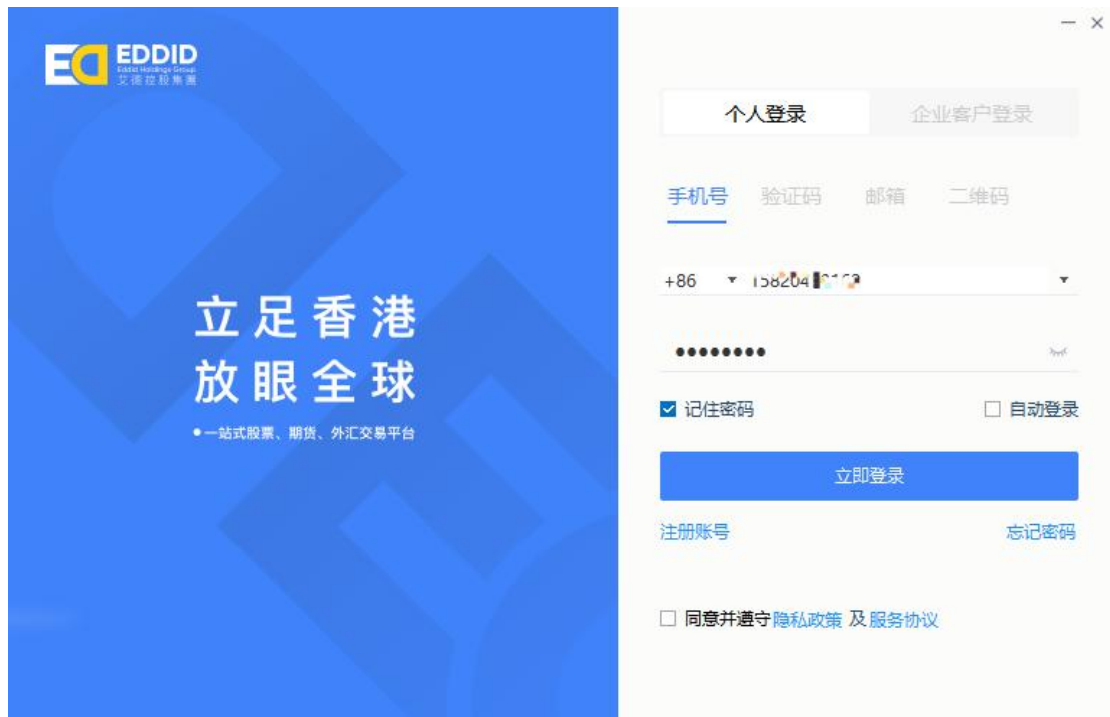 EDDID
Eddid Holdings Group
艾德控股集團
立足香港
放眼全球
•一站式股票、期货、外汇交易平台
个人登录 企业客户登录
手机号 验证码 邮箱 二维码
+86
记住密码 自动登录
立即登录
注册账号 忘记密码
同意并遵守隐私政策 及服务协议